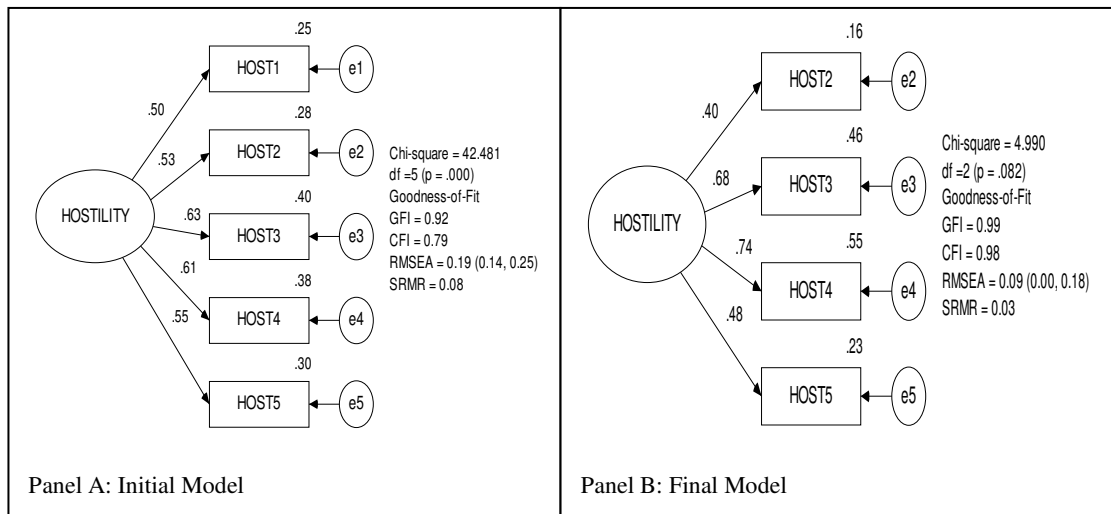 .25
HOST1
e1
.50
.28
HOST2
e2
.53
.40
HOSTILITY
.63
HOST3
e3
.61
.38
HOST4
e4
.55
.30
HOST5
e5
Chi-square = 42.481
df =5 (p = .000)
Goodness-of-Fit
GFI = 0.92
CFI = 0.79
RMSEA = 0.19 (0.14, 0.25)
SRMR = 0.08
Panel A: Initial Model
.16
HOST2
e2
.40
.46
HOST3
e3
.68
HOSTILITY
.74
.55
HOST4
e4
.48
.23
HOST5
e5
Chi-square = 4.990
df =2 (p = .082)
Goodness-of-Fit
GFI = 0.99
CFI = 0.98
RMSEA = 0.09 (0.00, 0.18)
SRMR = 0.03
Panel B: Final Model